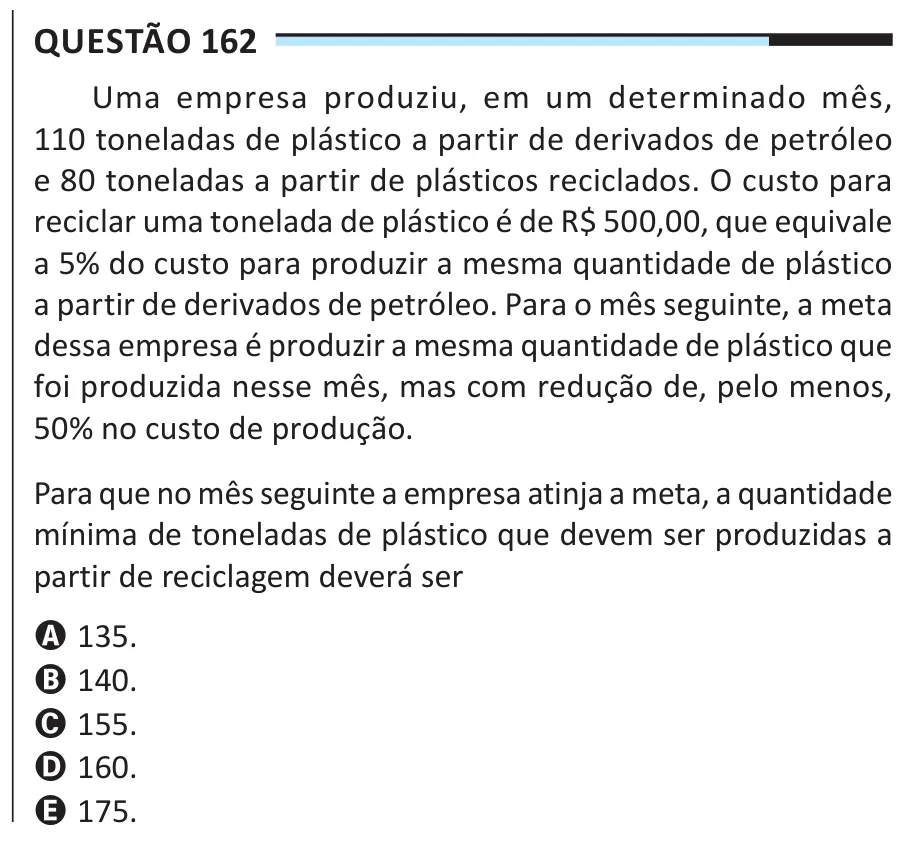 QUESTÃO 162
Uma empresa produziu, em um determinado mês,
110 toneladas de plástico a partir de derivados de petróleo
e 80 toneladas a partir de plásticos reciclados. O custo para
reciclar uma tonelada de plástico é de R$ 500,00, que equivale
a 5% do custo para produzir a mesma quantidade de plástico
a partir de derivados de petróleo. Para o mês seguinte, a meta
dessa empresa é produzir a mesma quantidade de plástico que
foi produzida nesse mês, mas com redução de, pelo menos,
50% no custo de produção.
Para que no mês seguinte a empresa atinja a meta, a quantidade
mínima de toneladas de plástico que devem ser produzidas a
partir de reciclagem deverá ser
A 135.
B 140.
C 155.
D 160.
E 175.